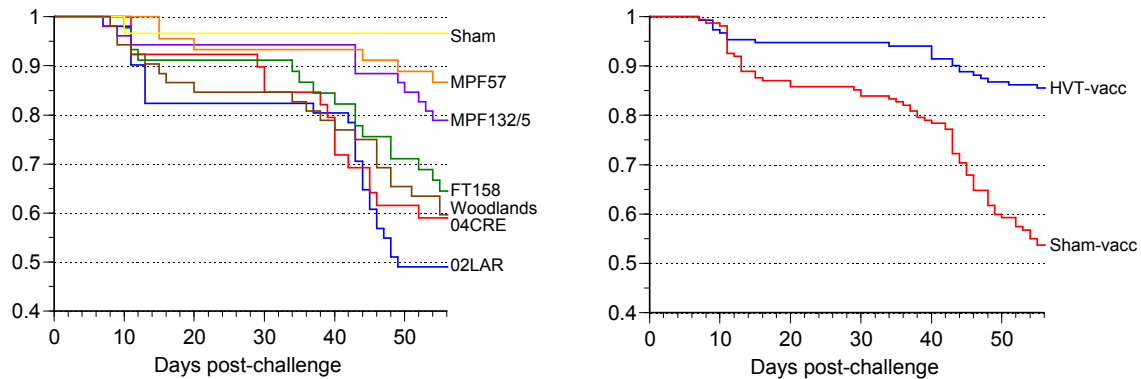 1
0.9
0.8
0.7
0.6
0.5
0.4
0 10 20 30 40 50
Days post-challenge
Sham
MPF57
MPF132/5
FT158
Woodlands
04CRE
02LAR
1
0.9
0.8
0.7
0.6
0.5
0.4
0 10 20 30 40 50
Days post-challenge
HVT-vacc
Sham-vacc